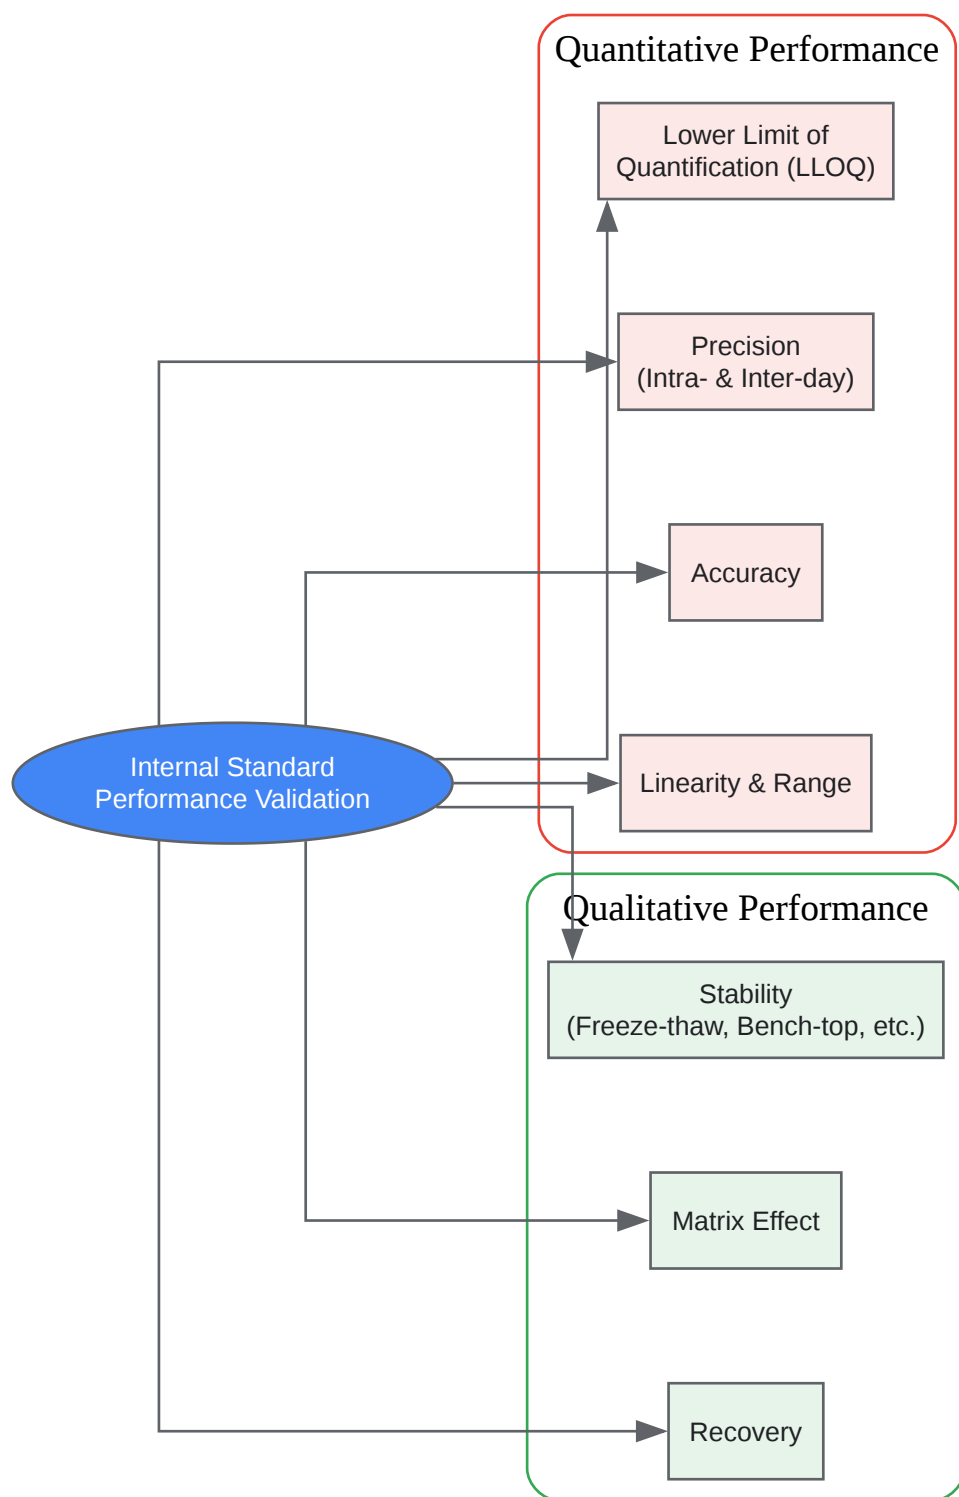 Quantitative Performance
Lower Limit of
Quantification (LLOQ)
Precision
(Intra- & Inter-day)
Accuracy
Internal Standard
Performance Validation
Linearity & Range
Qualitative Performance
Stability
(Freeze-thaw, Bench-top, etc.)
Matrix Effect
Recovery